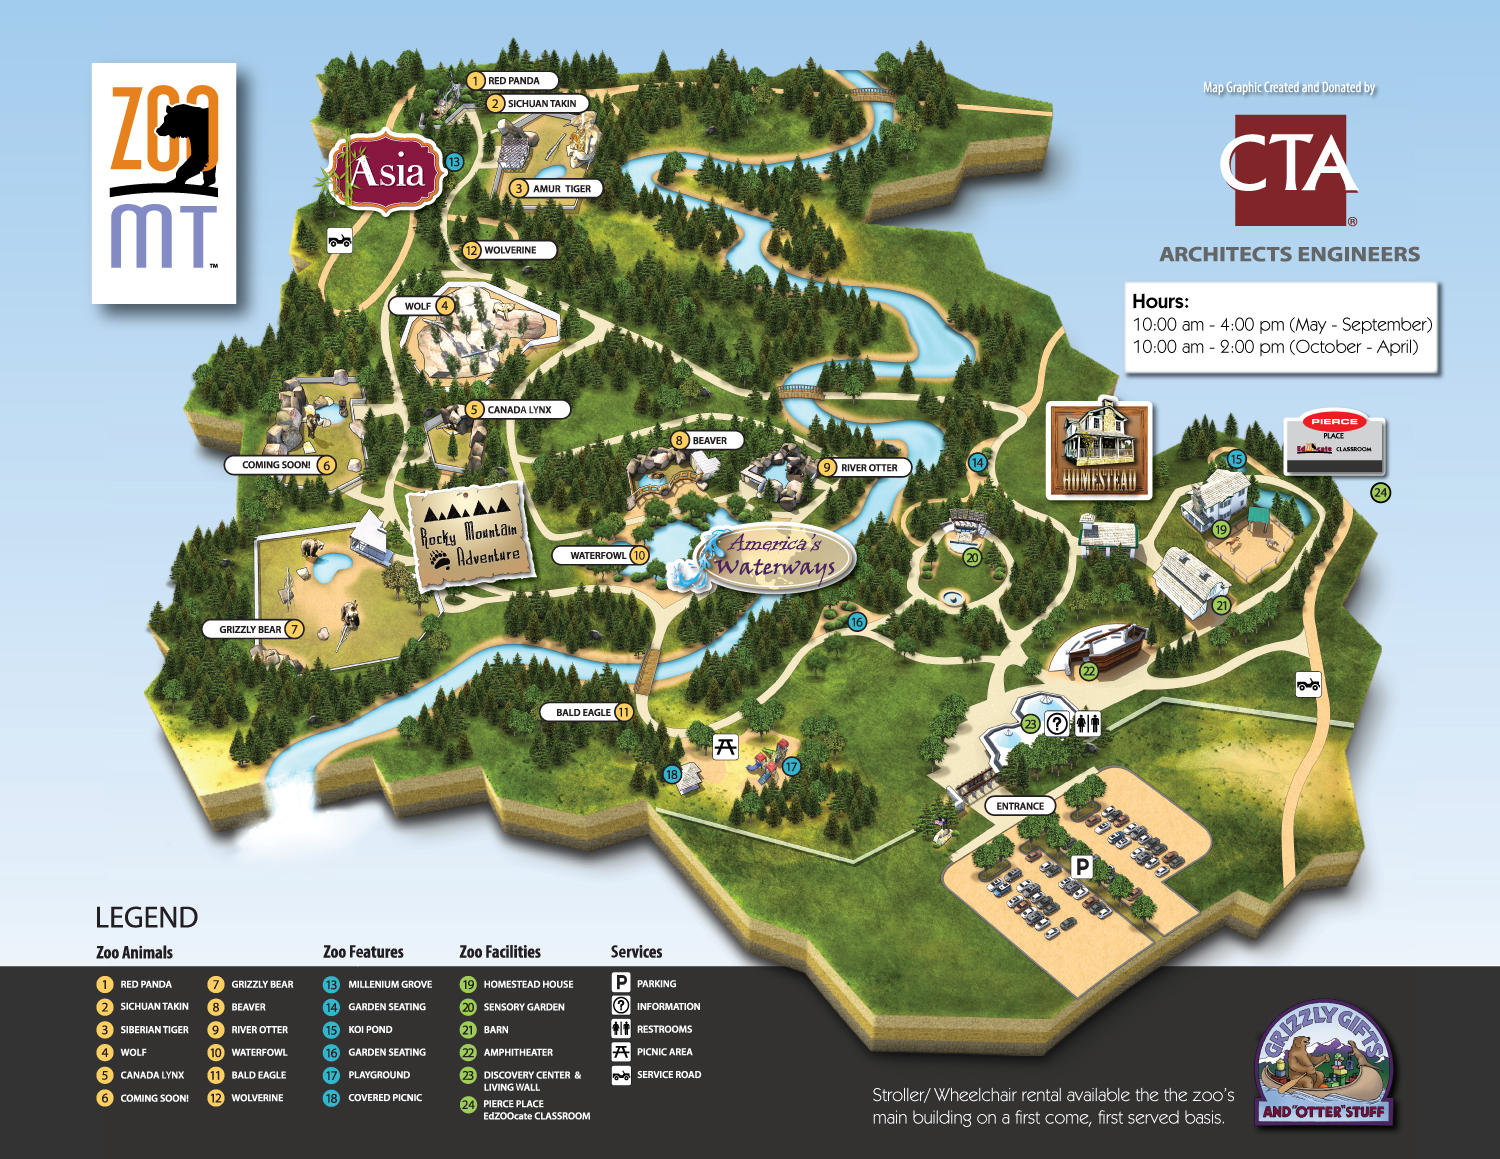 ZOO
MT™
1 RED PANDA
2 SICHUAN TAKIN
Asia
13
3 AMUR TIGER
12 WOLVERINE
WOLF 4
5 CANADA LYNX
COMING SOON! 6
8 BEAVER
9 RIVER OTTER
Rocky Mountain
Adventure
WATERFOWL 10
America's
Waterways
GRIZZLY BEAR 7
BALD EAGLE 11
14
20
16
HOMESTEAD
15
19
21
22
23
?
18
17
ENTRANCE
P
PIERCE
PLACE
EdZOOcate CLASSROOM
24
Map Graphic Created and Donated by
CTA®
ARCHITECTS ENGINEERS
Hours:
10:00 am - 4:00 pm (May - September)
10:00 am - 2:00 pm (October - April)
LEGEND
Zoo Animals
1 RED PANDA
2 SICHUAN TAKIN
3 SIBERIAN TIGER
4 WOLF
5 CANADA LYNX
6 COMING SOON!
7 GRIZZLY BEAR
8 BEAVER
9 RIVER OTTER
10 WATERFOWL
11 BALD EAGLE
12 WOLVERINE
Zoo Features
13 MILLENIUM GROVE
14 GARDEN SEATING
15 KOI POND
16 GARDEN SEATING
17 PLAYGROUND
18 COVERED PICNIC
Zoo Facilities
19 HOMESTEAD HOUSE
20 SENSORY GARDEN
21 BARN
22 AMPHITHEATER
23 DISCOVERY CENTER &
LIVING WALL
24 PIERCE PLACE
EdZOOcate CLASSROOM
Services
P PARKING
? INFORMATION
RESTROOMS
PICNIC AREA
SERVICE ROAD
Stroller/ Wheelchair rental available the the zoo's
main building on a first come, first served basis.
GRIZZLY GIFTS
AND "OTTER" STUFF